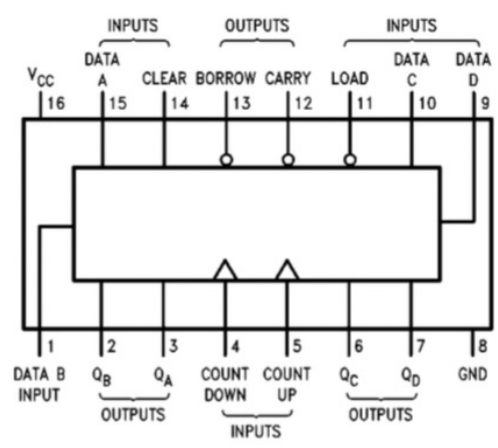 INPUTS OUTPUTS INPUTS
DATA DATA DATA
VCC A CLEAR BORROW CARRY LOAD C D
16 15 14 13 12 11 10 9
1 2 3 4 5 6 7 8
DATA B QB QA COUNT COUNT QC QD GND
INPUT DOWN UP
OUTPUTS OUTPUTS
INPUTS